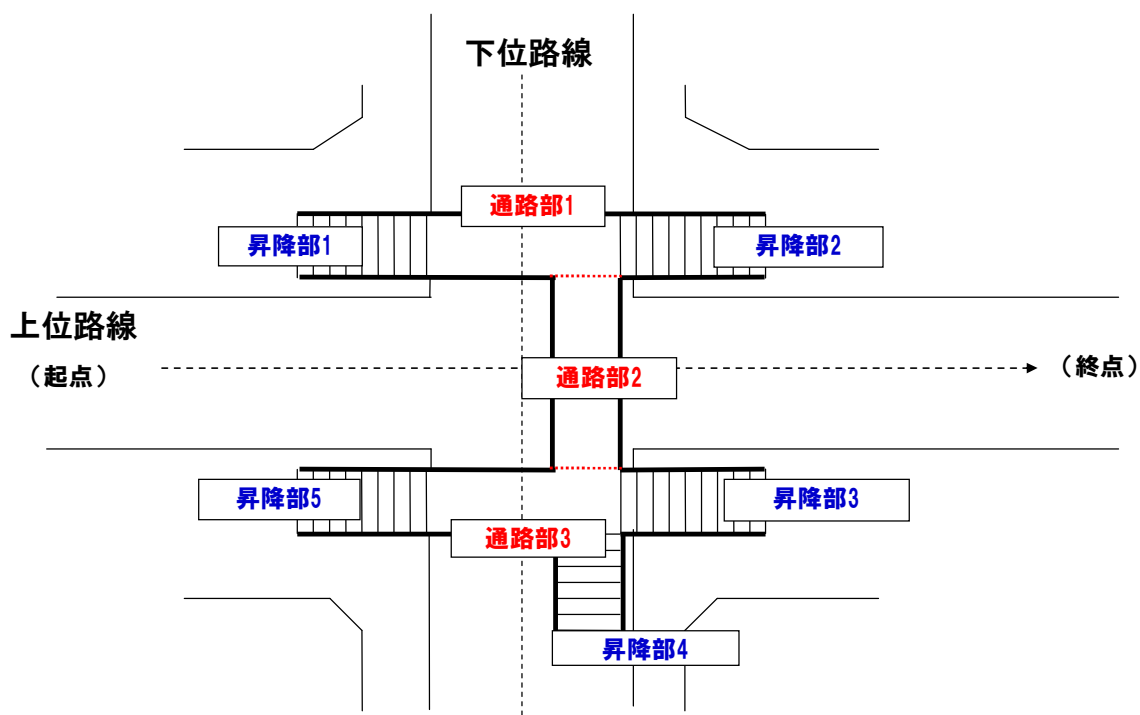 下位路線
通路部1
昇降部1
昇降部2
上位路線
（起点）
通路部2
（終点）
昇降部5
昇降部3
通路部3
昇降部4